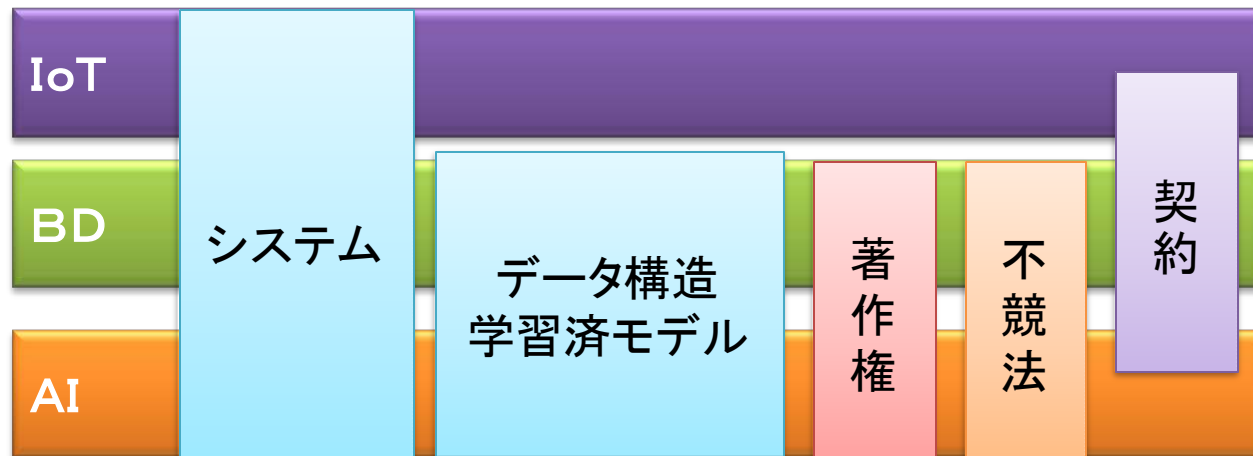 IoT
BD
AI
システム
データ構造
学習済モデル
著作権
不競法
契約